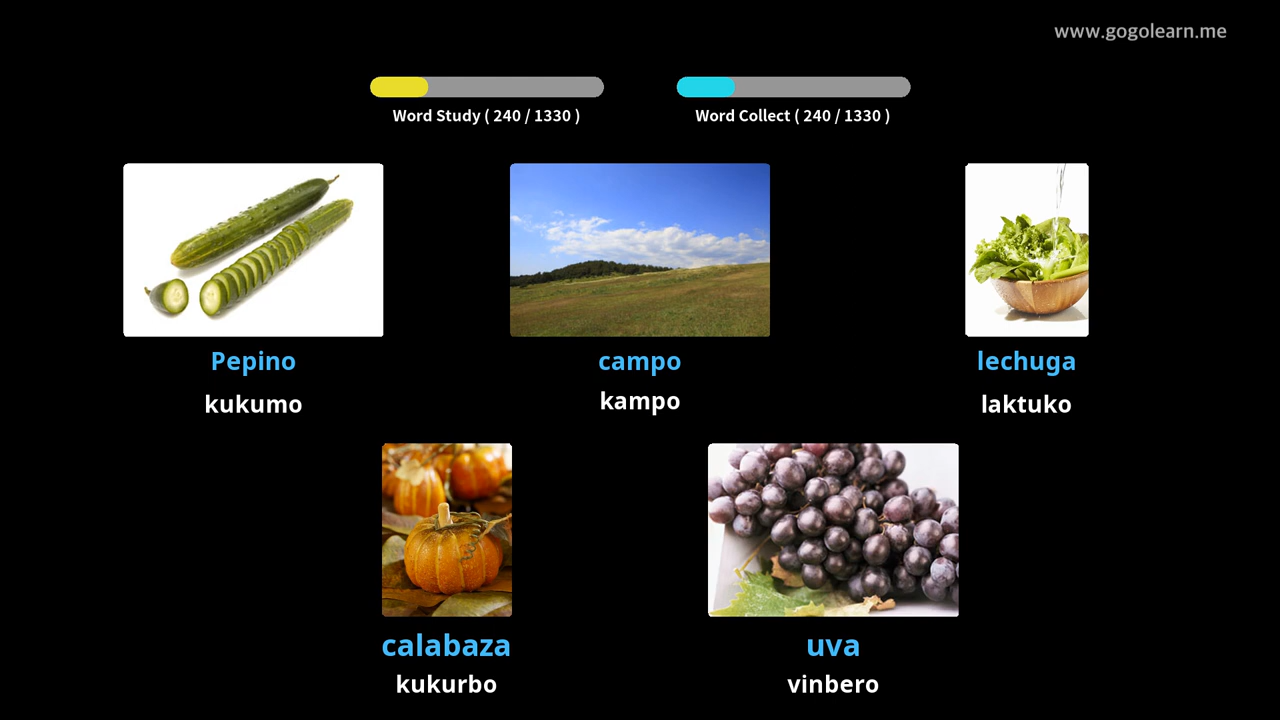 www.gogolearn.me
Word Study ( 240 / 1330 )
Word Collect ( 240 / 1330 )
Pepino
kukumo
campo
kampo
lechuga
laktuko
calabaza
kukurbo
uva
vinbero